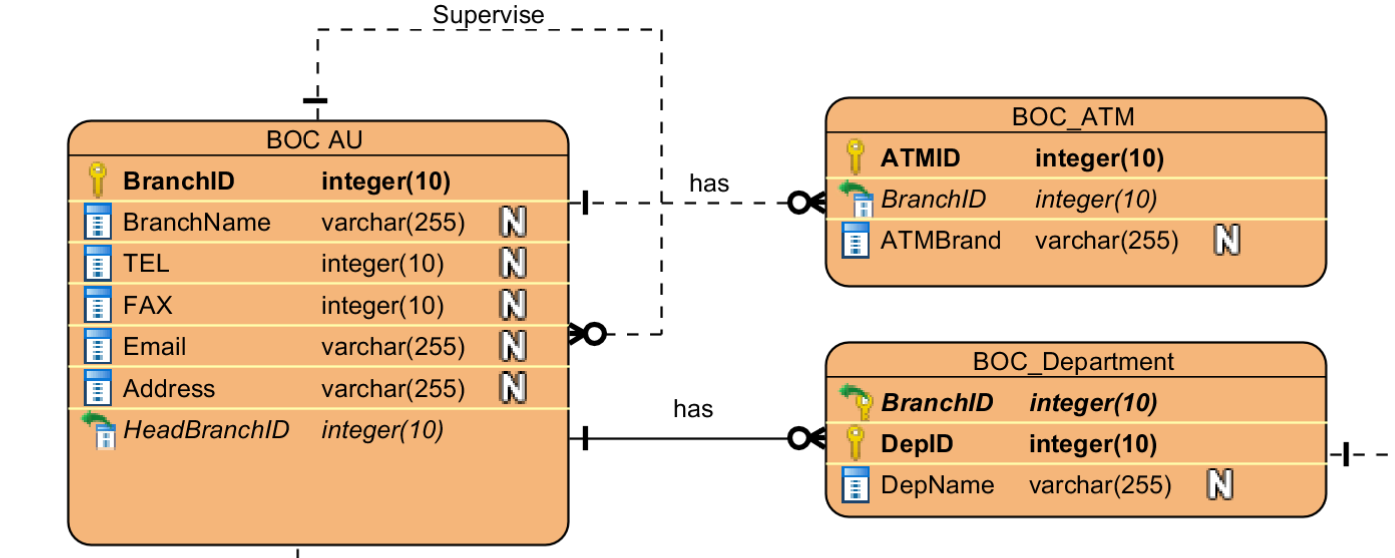 Supervise
BOC AU
BranchID integer(10)
BranchName varchar(255) N
TEL integer(10) N
FAX integer(10) N
Email varchar(255) N
Address varchar(255) N
HeadBranchID integer(10)
has
BOC_ATM
ATMID integer(10)
BranchID integer(10)
ATMBrand varchar(255) N
has
BOC_Department
BranchID integer(10)
DepID integer(10)
DepName varchar(255) N